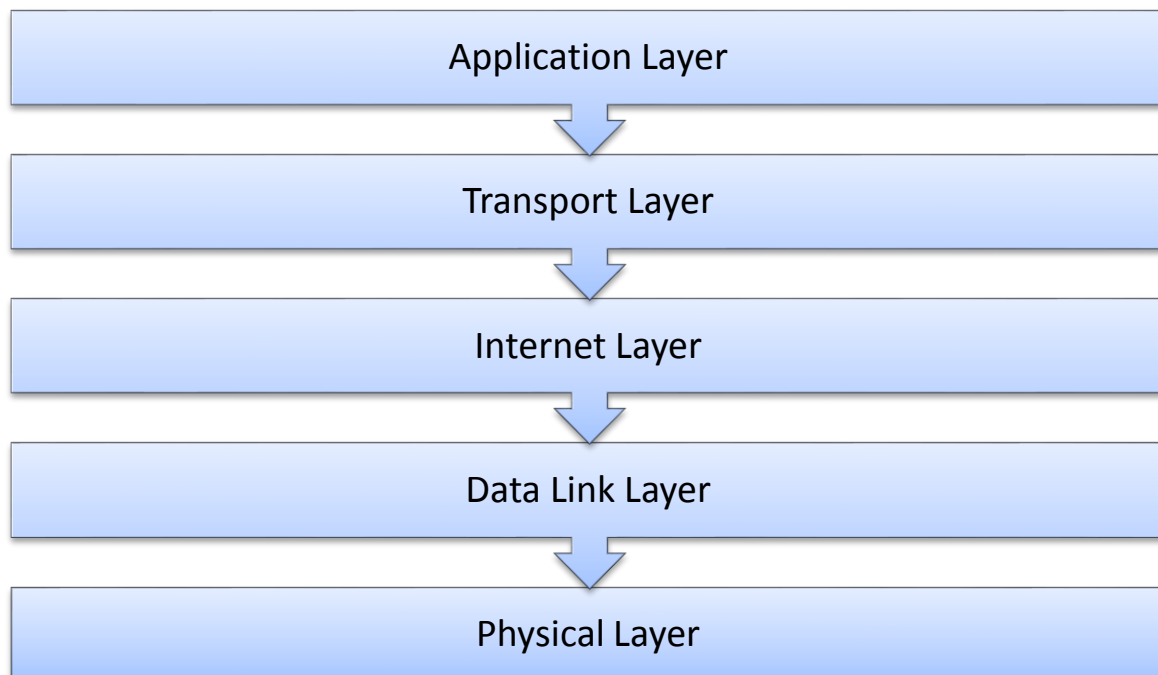 Application Layer
Transport Layer
Internet Layer
Data Link Layer
Physical Layer